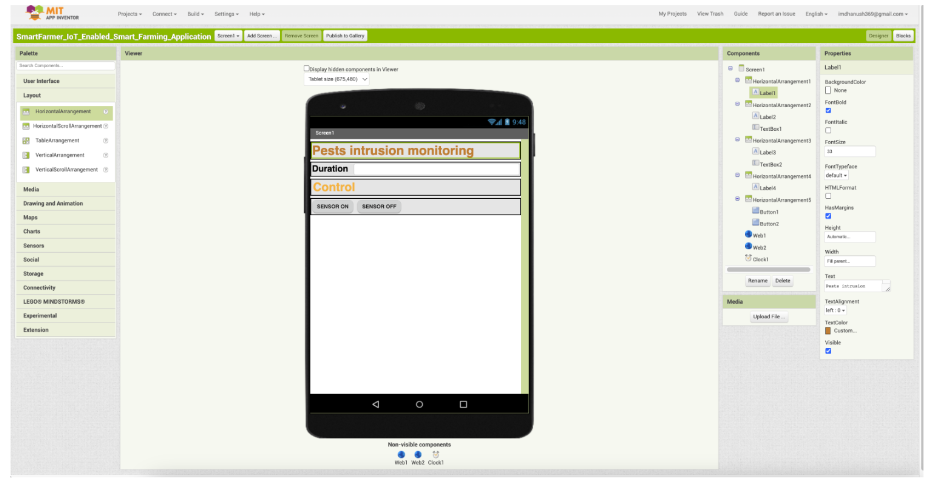 MIT
APP INVENTOR
Projects Connect Build Settings Help
My Projects View Trash Guide Report an Issue English imdharush369@gmail.com
SmartFarmer_IoT_Enabled_Smart_Farming_Application Screen1 Add Screen... Remove Screen Publish to Gallery
Designer Blocks
Palette
Search Components...
User Interface
Layout
HorizontalArrangement
HorizontalScrollArrangement
TableArrangement
VerticalArrangement
VerticalScrollArrangement
Media
Drawing and Animation
Maps
Charts
Sensors
Social
Storage
Connectivity
LEGO® MINDSTORMS®
Experimental
Extension
Viewer
Display hidden components in Viewer
Tablet size (675,480)
9:48
Screen1
Pests intrusion monitoring
Duration
Control
SENSOR ON SENSOR OFF
Non-visible components
Web1 Web2 Clock1
Components
Screen1
HorizontalArrangement1
Label1
HorizontalArrangement2
Label2
TextBox1
HorizontalArrangement3
Label3
TextBox2
HorizontalArrangement4
Label4
HorizontalArrangement5
Button1
Button2
Web1
Web2
Clock1
Rename Delete
Media
Upload File ...
Properties
Label1
BackgroundColor
None
FontBold
FontItalic
FontSize
FontTypeface
default
HTMLFormat
HasMargins
Height
Automatic...
Width
Fill parent...
Text
Pests intrusion
TextAlignment
left : 0
TextColor
Custom...
Visible